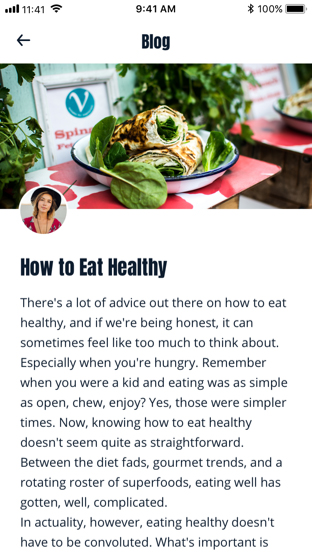 11:41
9:41 AM
100%
Blog
V
Spina
Fe
How to Eat Healthy
There's a lot of advice out there on how to eat
healthy, and if we're being honest, it can
sometimes feel like too much to think about.
Especially when you're hungry. Remember
when you were a kid and eating was as simple
as open, chew, enjoy? Yes, those were simpler
times. Now, knowing how to eat healthy
doesn't seem quite as straightforward.
Between the diet fads, gourmet trends, and a
rotating roster of superfoods, eating well has
gotten, well, complicated.
In actuality, however, eating healthy doesn't
have to be convoluted. What's important is